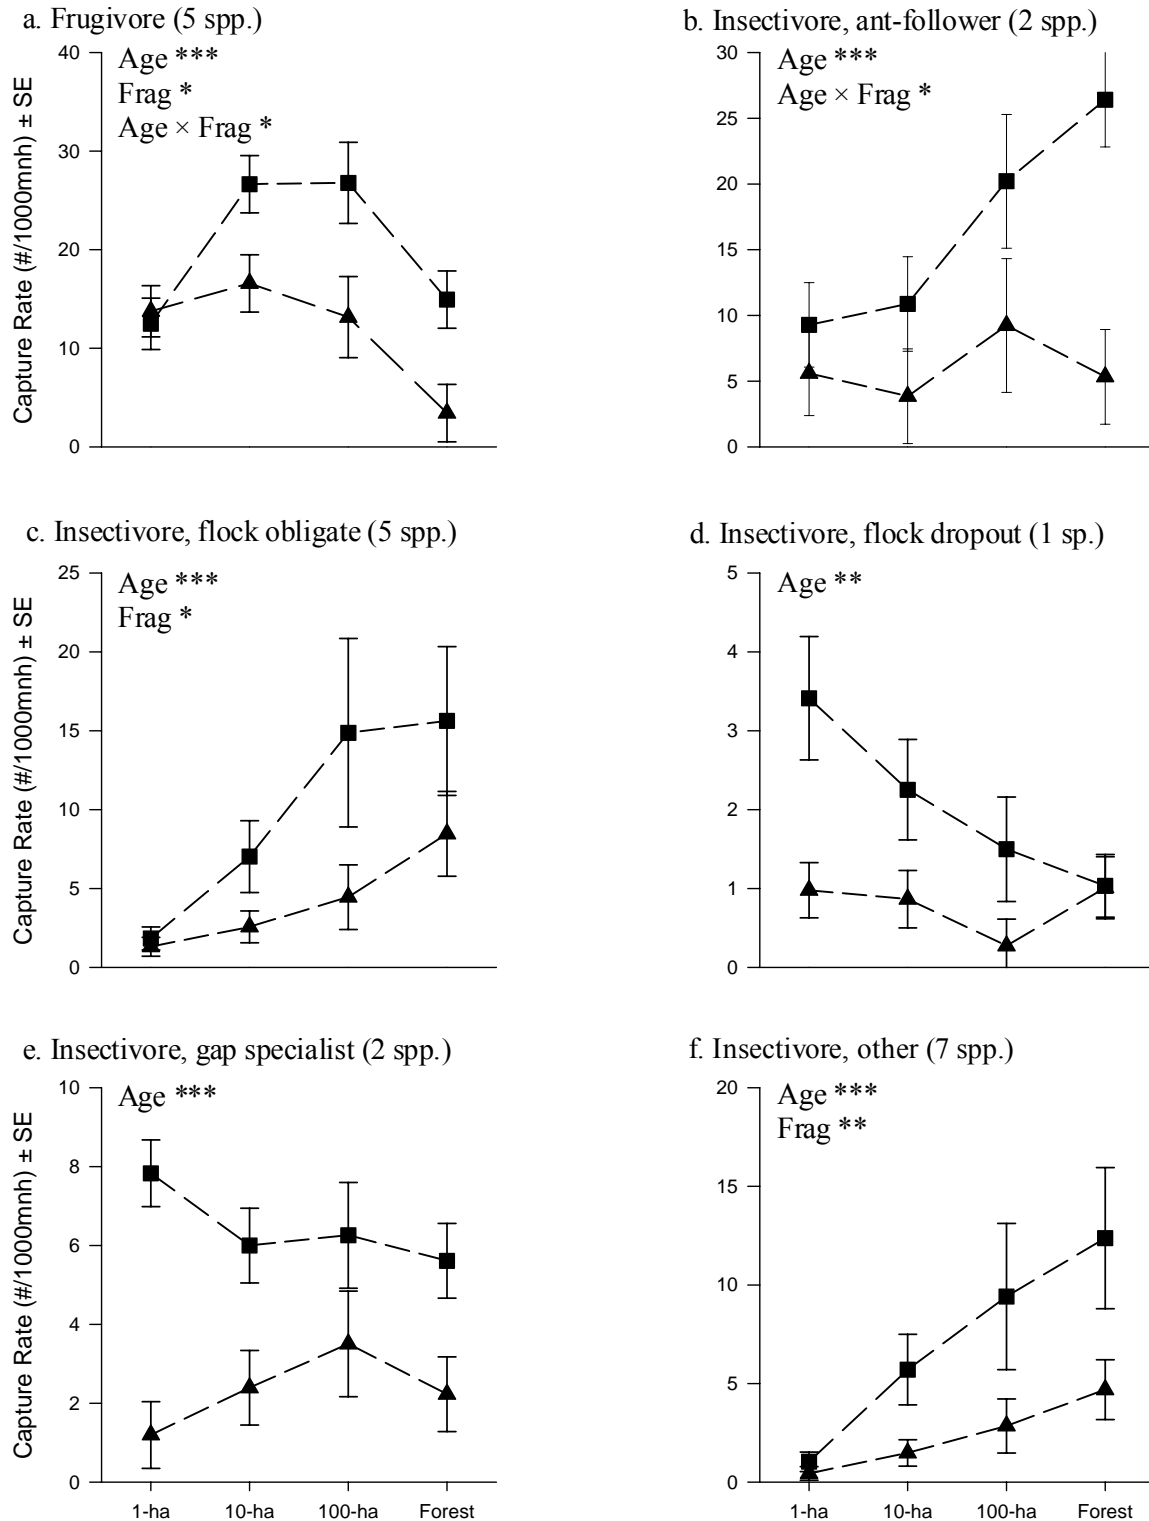 a. Frugivore (5 spp.)
Age ***
Frag *
Age × Frag *
Capture Rate (#/1000mnh) ± SE
40
30
20
10
0
b. Insectivore, ant-follower (2 spp.)
Age ***
Age × Frag *
30
25
20
15
10
5
0
c. Insectivore, flock obligate (5 spp.)
Age ***
Frag *
Capture Rate (#/1000mnh) ± SE
25
20
15
10
5
0
d. Insectivore, flock dropout (1 sp.)
Age **
5
4
3
2
1
0
e. Insectivore, gap specialist (2 spp.)
Age ***
Capture Rate (#/1000mnh) ± SE
10
8
6
4
2
0
1-ha 10-ha 100-ha Forest
f. Insectivore, other (7 spp.)
Age ***
Frag **
20
15
10
5
0
1-ha 10-ha 100-ha Forest